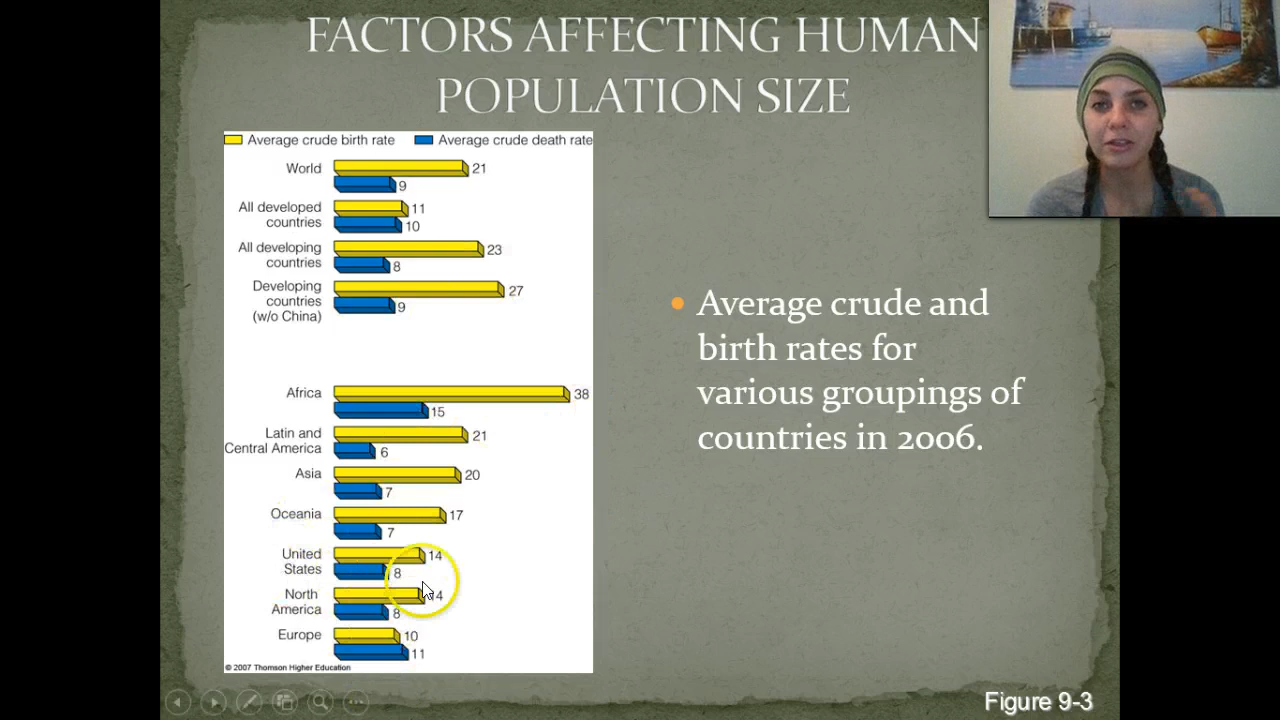 FACTORS AFFECTING HUMAN
POPULATION SIZE
Average crude birth rate Average crude death rate
World 21
9
All developed 11
countries 10
All developing 23
countries 8
Developing 27
countries 9
(w/o China)
Africa 38
15
Latin and 21
Central America 6
Asia 20
7
Oceania 17
7
United 14
States 8
North 14
America 8
Europe 10
11
© 2007 Thomson Higher Education
Average crude and
birth rates for
various groupings of
countries in 2006.
Figure 9-3